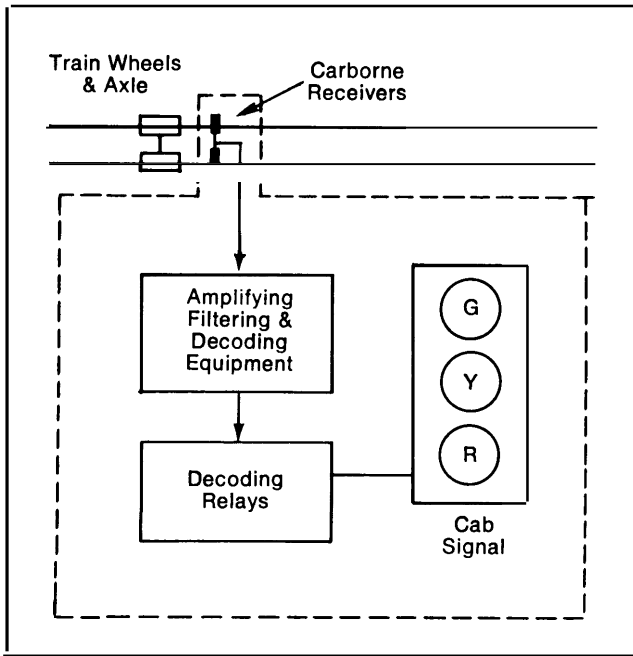 Train Wheels
& Axle
Carborne
Receivers
Amplifying
Filtering &
Decoding
Equipment
G
Y
R
Decoding
Relays
Cab
Signal